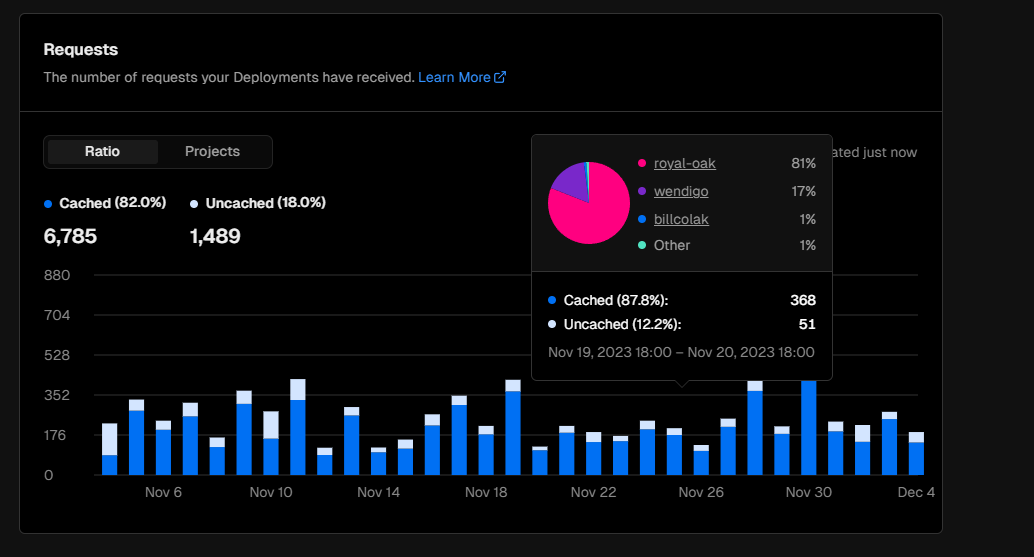 Requests
The number of requests your Deployments have received. Learn More
Ratio Projects
ated just now
Cached (82.0%) Uncached (18.0%)
6,785 1,489
royal-oak 81%
wendigo 17%
billcolak 1%
Other 1%
Cached (87.8%): 368
Uncached (12.2%): 51
Nov 19, 2023 18:00 – Nov 20, 2023 18:00
880
704
528
352
176
0
Nov 6 Nov 10 Nov 14 Nov 18 Nov 22 Nov 26 Nov 30 Dec 4